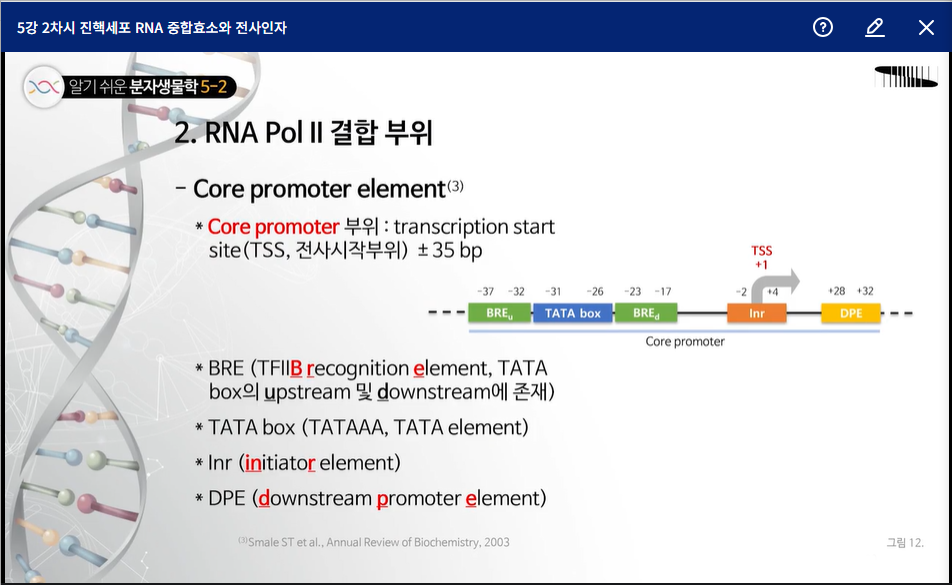 5강 2차시 진핵세포 RNA 중합효소와 전사인자
알기 쉬운 분자생물학 5-2
2. RNA Pol II 결합 부위
- Core promoter element(3)
* Core promoter 부위 : transcription start
site(TSS, 전사시작부위) ±35 bp
TSS
+1
-37 -32 -31 -26 -23 -17 -2 +4 +28 +32
BREu TATA box BREd Inr DPE
Core promoter
* BRE (TFIIB recognition element, TATA
box의 upstream 및 downstream에 존재)
* TATA box (TATAAA, TATA element)
* Inr (initiator element)
* DPE (downstream promoter element)
(3)Smale ST et al., Annual Review of Biochemistry, 2003
그림 12.